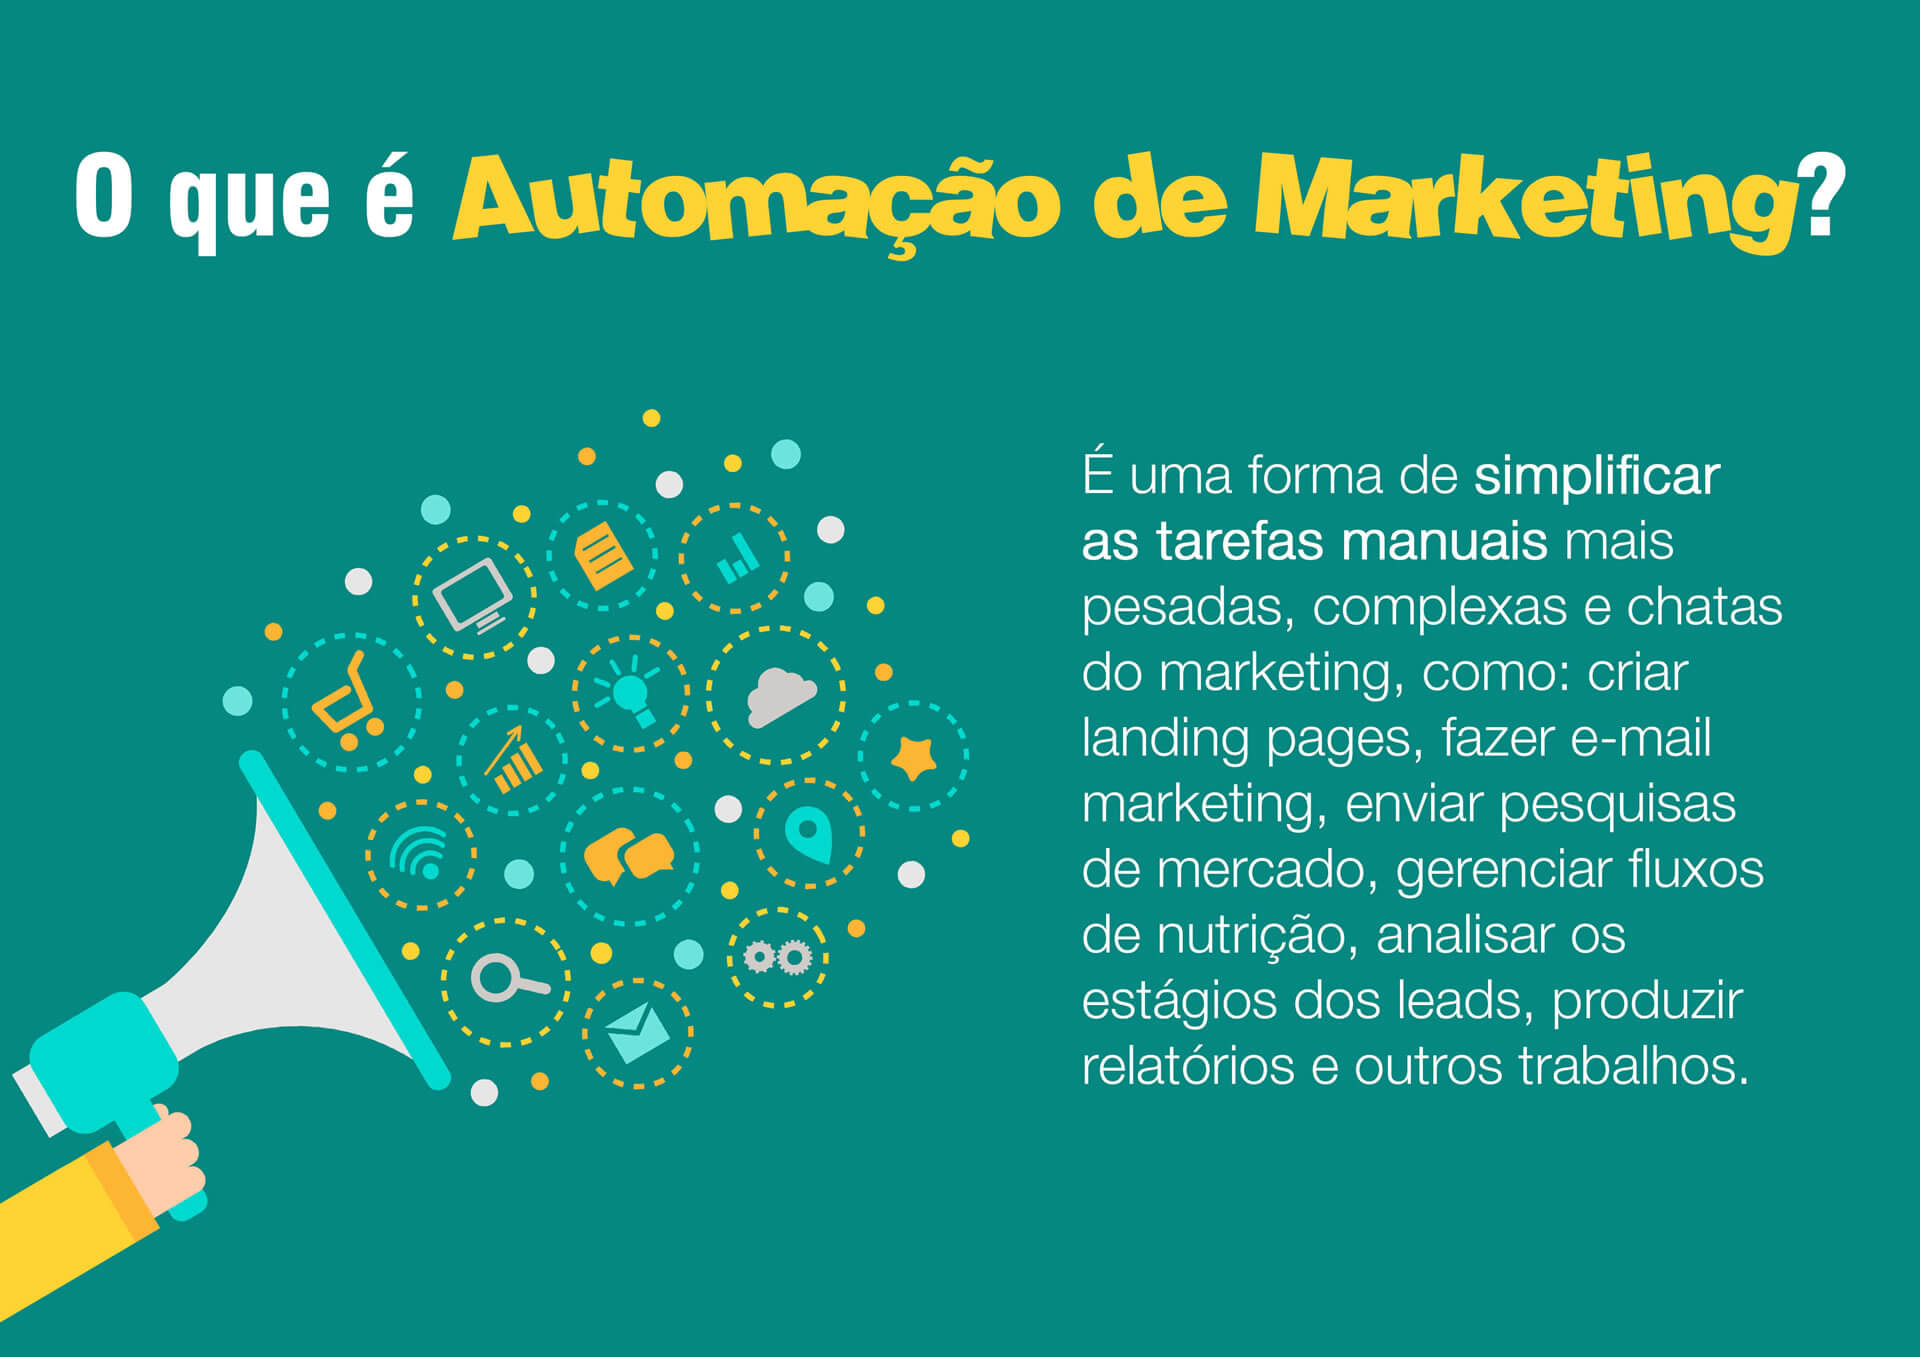 O que é Automação de Marketing?
É uma forma de simplificar
as tarefas manuais mais
pesadas, complexas e chatas
do marketing, como: criar
landing pages, fazer e-mail
marketing, enviar pesquisas
de mercado, gerenciar fluxos
de nutrição, analisar os
estágios dos leads, produzir
relatórios e outros trabalhos.